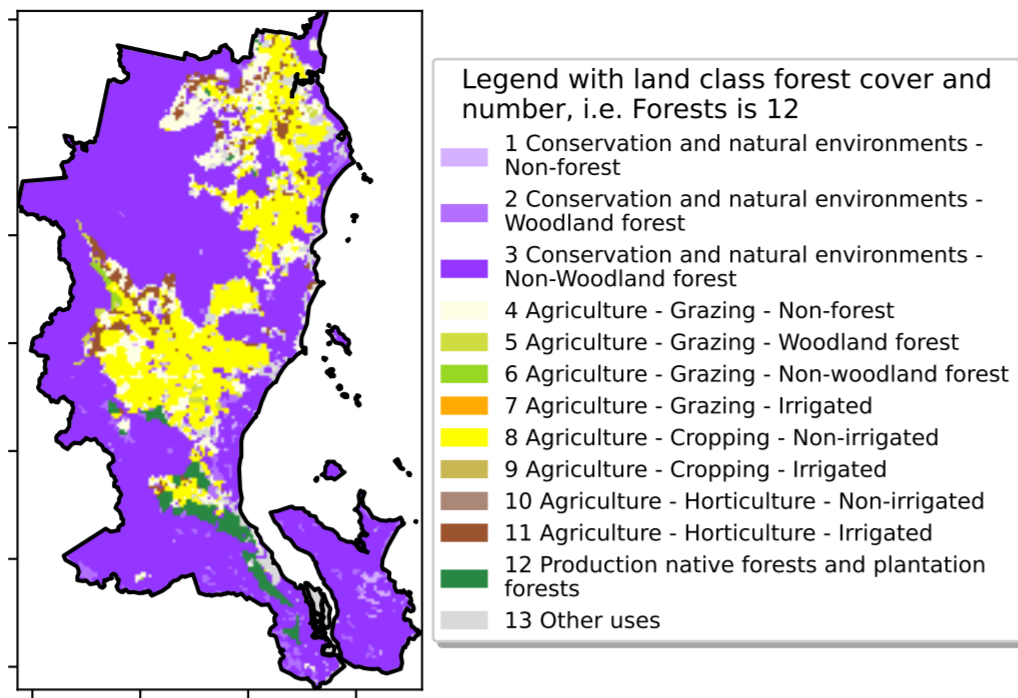 Legend with land class forest cover and
number, i.e. Forests is 12
1 Conservation and natural environments -
Non-forest
2 Conservation and natural environments -
Woodland forest
3 Conservation and natural environments -
Non-Woodland forest
4 Agriculture - Grazing - Non-forest
5 Agriculture - Grazing - Woodland forest
6 Agriculture - Grazing - Non-woodland forest
7 Agriculture - Grazing - Irrigated
8 Agriculture - Cropping - Non-irrigated
9 Agriculture - Cropping - Irrigated
10 Agriculture - Horticulture - Non-irrigated
11 Agriculture - Horticulture - Irrigated
12 Production native forests and plantation
forests
13 Other uses